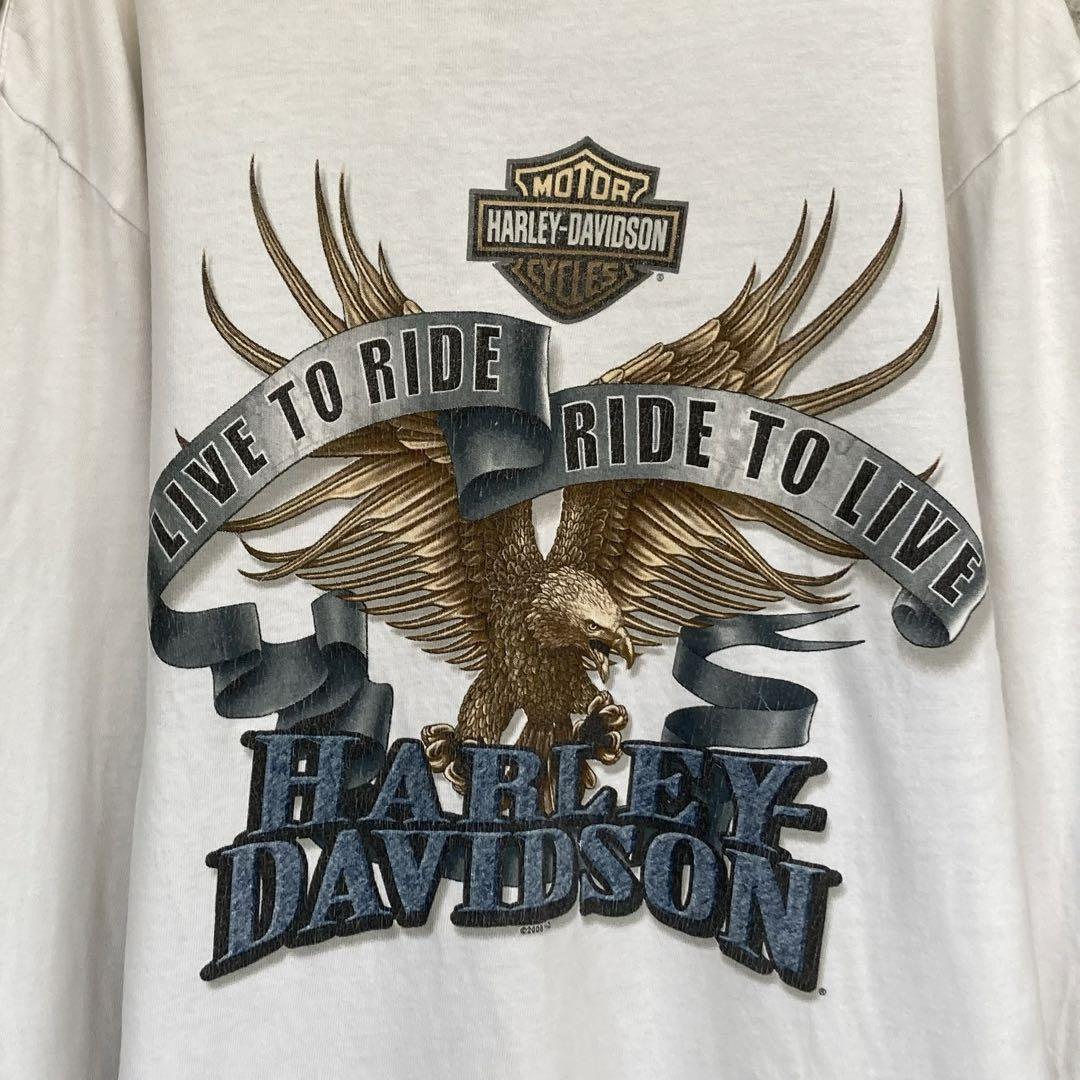 MOTOR
HARLEY-DAVIDSON
CYCLES
®
LIVE TO RIDE
RIDE TO LIVE
HARLEY-
DAVIDSON
®